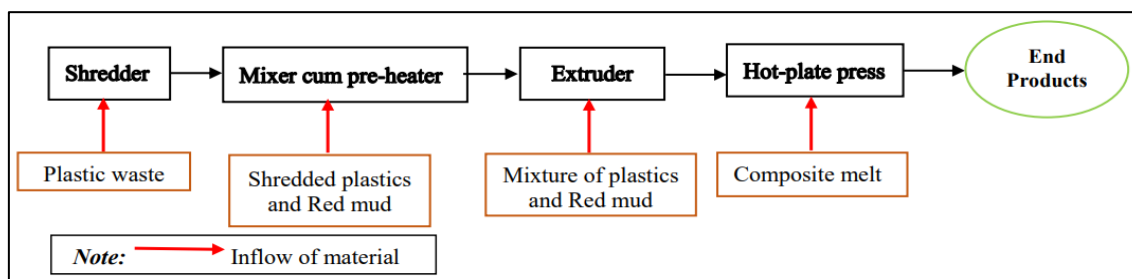 Shredder
Mixer cum pre-heater
Extruder
Hot-plate press
End
Products
Plastic waste
Shredded plastics
and Red mud
Mixture of plastics
and Red mud
Composite melt
Note: Inflow of material